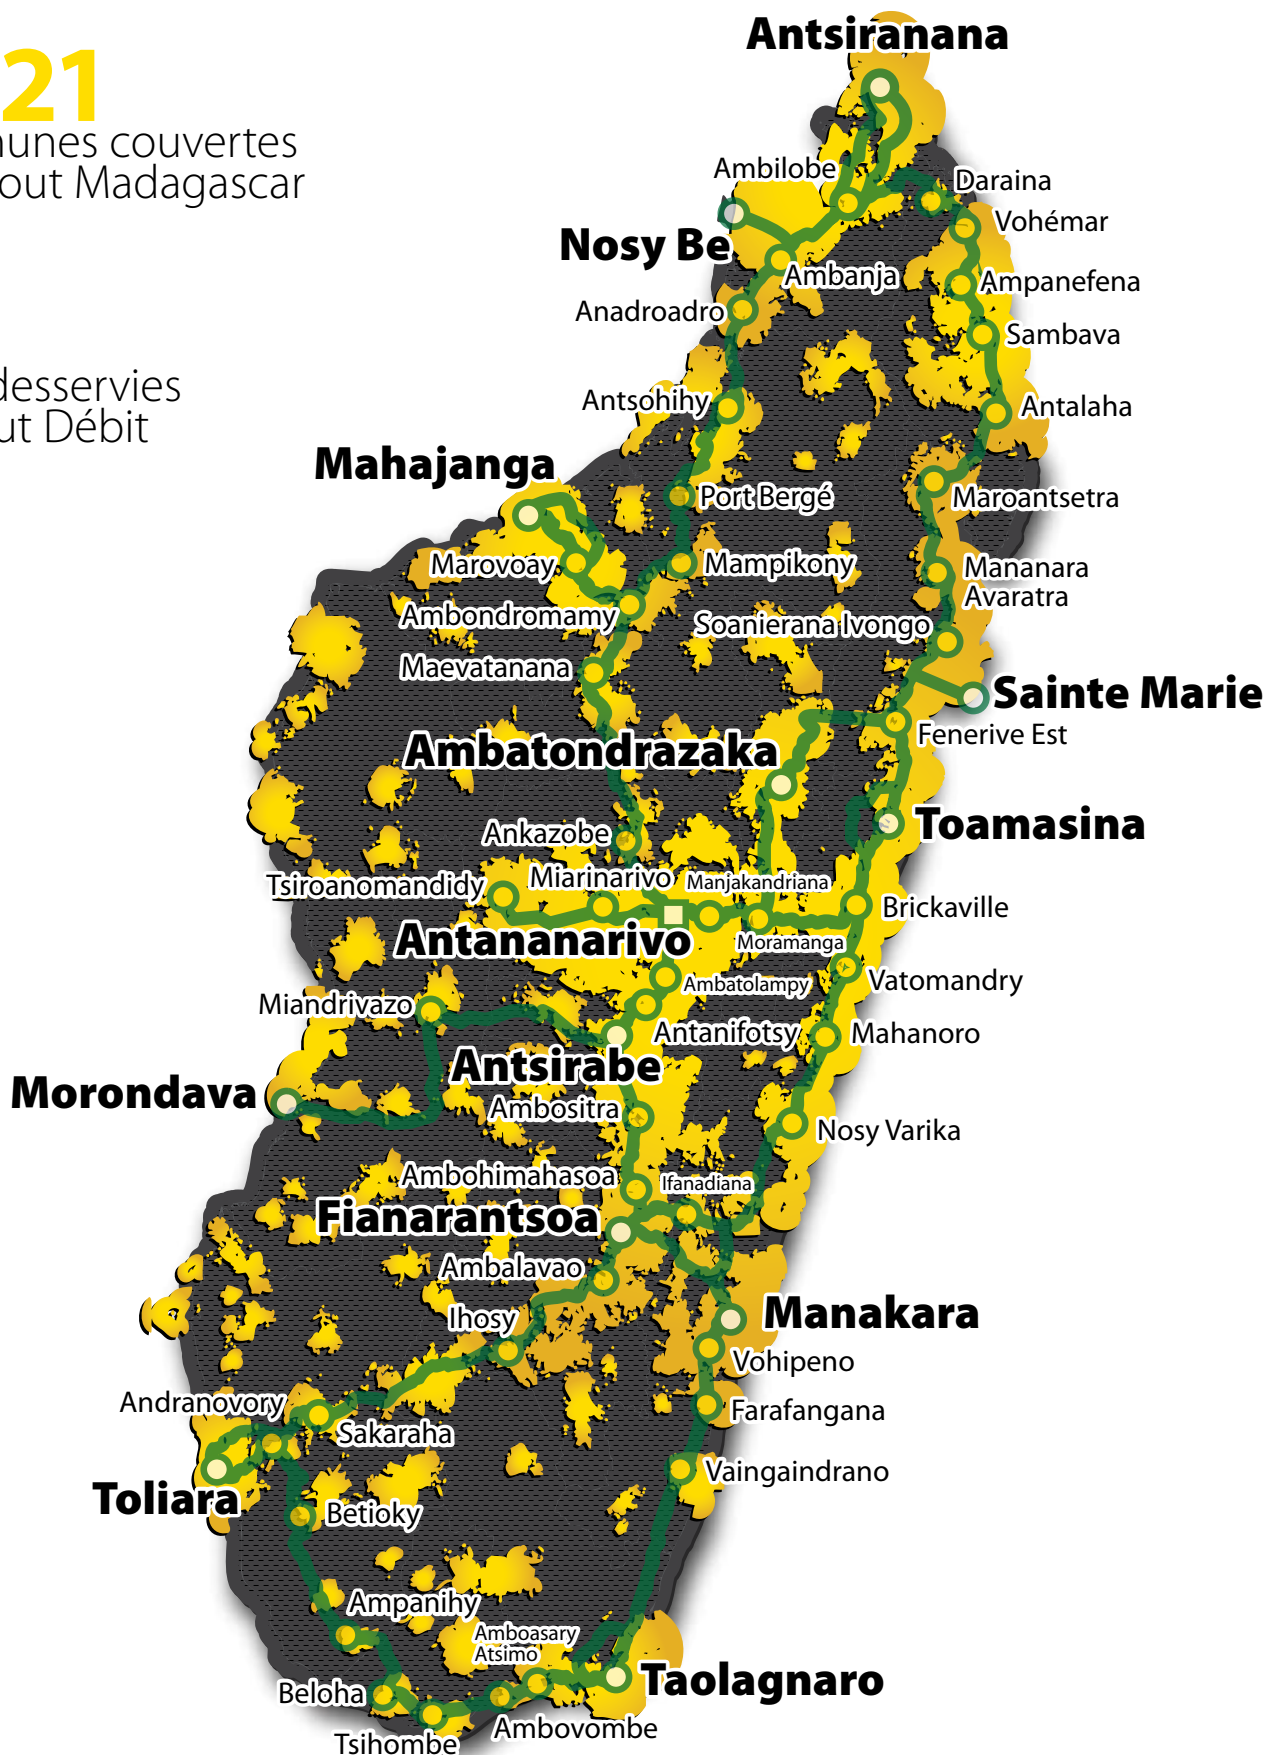 21
unes couvertes
out Madagascar
desservies
ut Débit
Antsiranana
Ambilobe
Daraina
Vohémar
Nosy Be
Ambanja
Ampanefena
Anadroadro
Sambava
Antsohihy
Antalaha
Mahajanga
Port Bergé
Maroantsetra
Marovoay
Mampikony
Mananara
Avaratra
Ambondromamy
Soanierana Ivongo
Maevatanana
Sainte Marie
Fenerive Est
Ambatondrazaka
Toamasina
Ankazobe
Tsiroanomandidy
Miarinarivo
Manjakandriana
Brickaville
Antananarivo
Moramanga
Vatomandry
Ambatolampy
Miandrivazo
Antanifotsy
Mahanoro
Antsirabe
Morondava
Ambositra
Nosy Varika
Ambohimahasoa
Ifanadiana
Fianarantsoa
Ambalavao
Ihosy
Manakara
Vohipeno
Andranovory
Farafangana
Sakaraha
Vaingaindrano
Toliara
Betioky
Ampanihy
Amboasary
Atsimo
Taolagnaro
Beloha
Ambovombe
Tsihombe